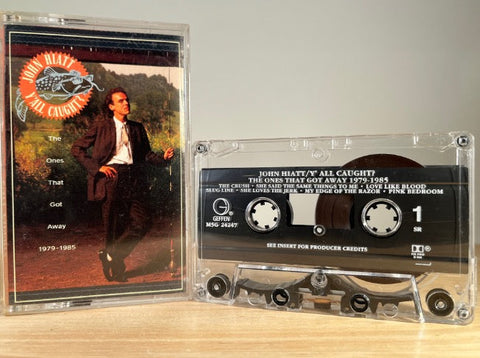 JOHN HIATT
Y'ALL CAUGHT?
The
Ones
That
Got
Away
1979-1985
JOHN HIATT/Y' ALL CAUGHT?
THE ONES THAT GOT AWAY 1979-1985
THE CRUSH • SHE SAID THE SAME THINGS TO ME • LOVE LIKE BLOOD
SLUG LINE • SHE LOVES THE JERK • MY EDGE OF THE RAZOR • PINK BEDROOM
G
GEFFEN
M5G 24247
1
SR
SEE INSERT FOR PRODUCER CREDITS